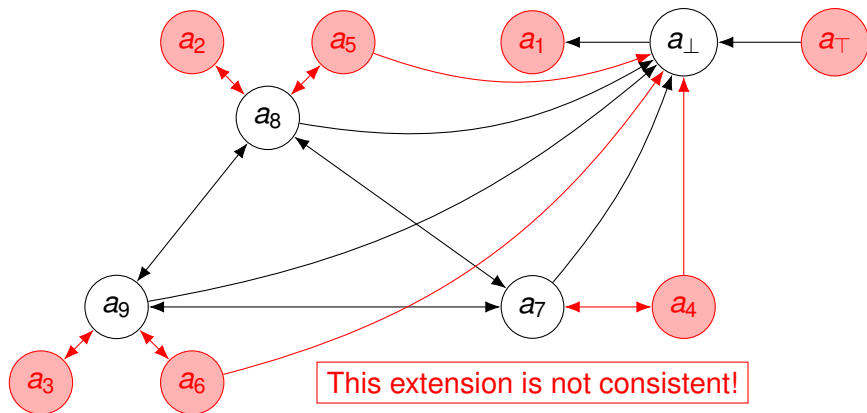 a₂ a₅ a₁ a⊥ a⊤
a₈
a₉ a₇ a₄
a₃ a₆ This extension is not consistent!